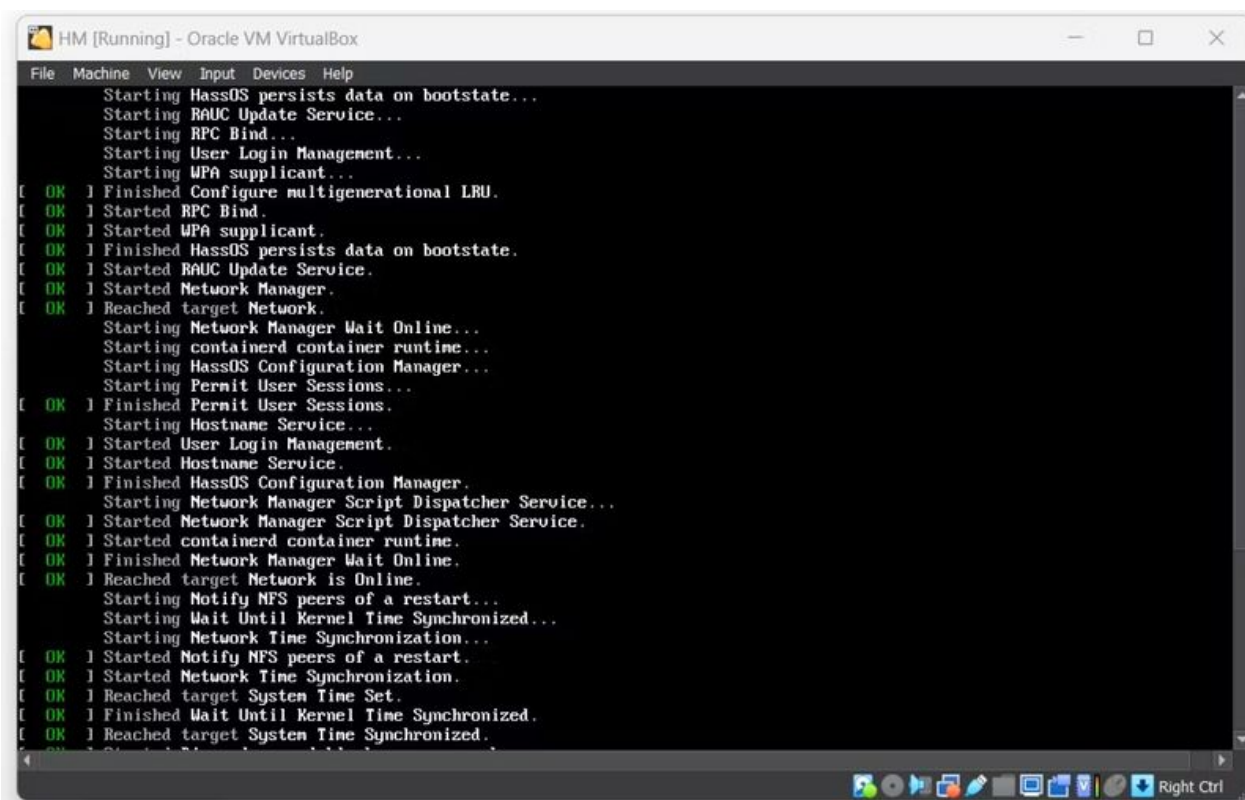 HM [Running] - Oracle VM VirtualBox
File Machine View Input Devices Help
Starting HassOS persists data on bootstate...
Starting RAUC Update Service...
Starting RPC Bind...
Starting User Login Management...
Starting WPA supplicant...
[ OK ] Finished Configure multigenerational LRU.
[ OK ] Started RPC Bind.
[ OK ] Started WPA supplicant.
[ OK ] Finished HassOS persists data on bootstate.
[ OK ] Started RAUC Update Service.
[ OK ] Started Network Manager.
[ OK ] Reached target Network.
Starting Network Manager Wait Online...
Starting containerd container runtime...
Starting HassOS Configuration Manager...
Starting Permit User Sessions...
[ OK ] Finished Permit User Sessions.
Starting Hostname Service...
[ OK ] Started User Login Management.
[ OK ] Started Hostname Service.
[ OK ] Finished HassOS Configuration Manager.
Starting Network Manager Script Dispatcher Service...
[ OK ] Started Network Manager Script Dispatcher Service.
[ OK ] Started containerd container runtime.
[ OK ] Finished Network Manager Wait Online.
[ OK ] Reached target Network is Online.
Starting Notify NFS peers of a restart...
Starting Wait Until Kernel Time Synchronized...
Starting Network Time Synchronization...
[ OK ] Started Notify NFS peers of a restart.
[ OK ] Started Network Time Synchronization.
[ OK ] Reached target System Time Set.
[ OK ] Finished Wait Until Kernel Time Synchronized.
[ OK ] Reached target System Time Synchronized.
Right Ctrl